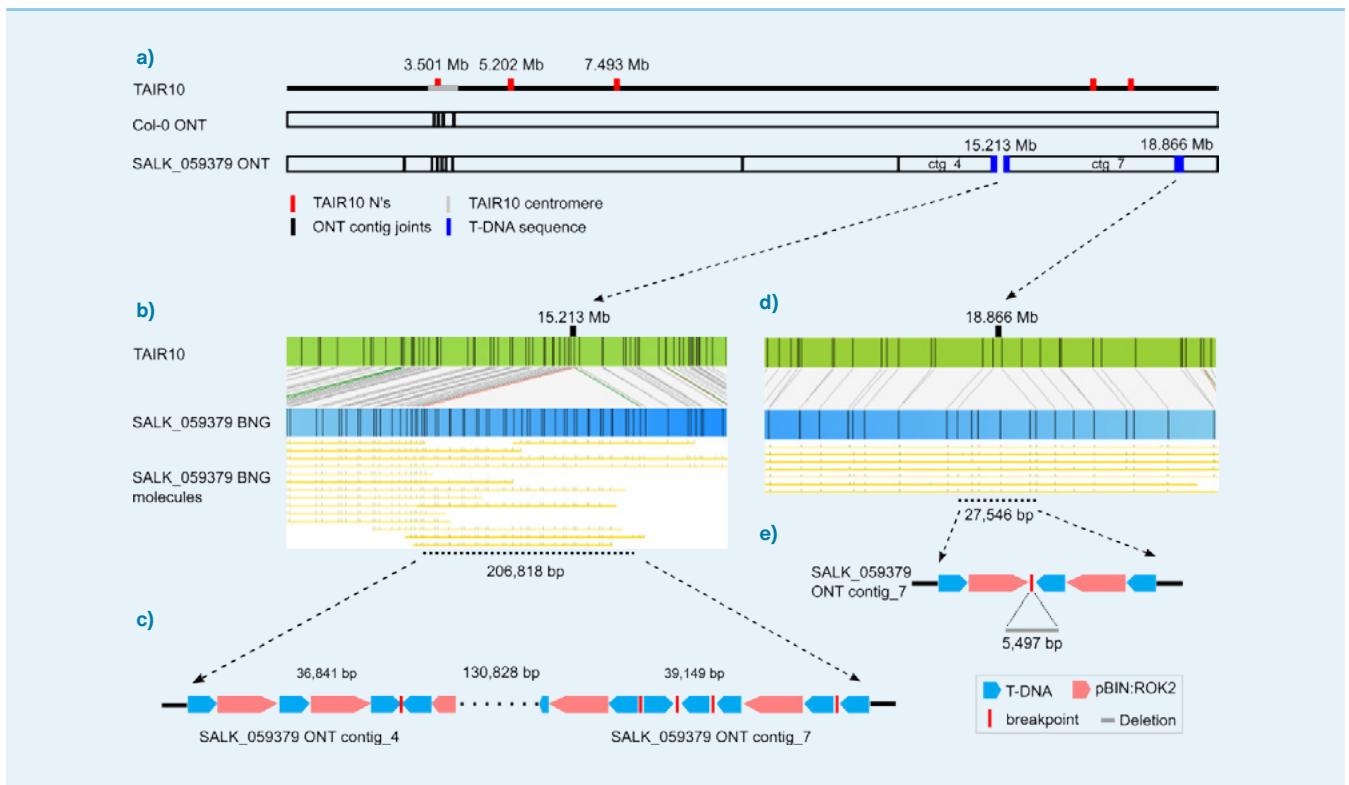 a)
3.501 Mb 5.202 Mb 7.493 Mb
TAIR10
Col-0 ONT
15.213 Mb 18.866 Mb
SALK_059379 ONT ctg_4 ctg_7
TAIR10 N's TAIR10 centromere
ONT contig joints T-DNA sequence
b)
15.213 Mb
TAIR10
SALK_059379 BNG
SALK_059379 BNG
molecules
206,818 bp
d)
18.866 Mb
27,546 bp
e)
SALK_059379
ONT contig_7
5,497 bp
c)
36,841 bp 130,828 bp 39,149 bp
SALK_059379 ONT contig_4 SALK_059379 ONT contig_7
T-DNA pBIN:ROK2
breakpoint Deletion